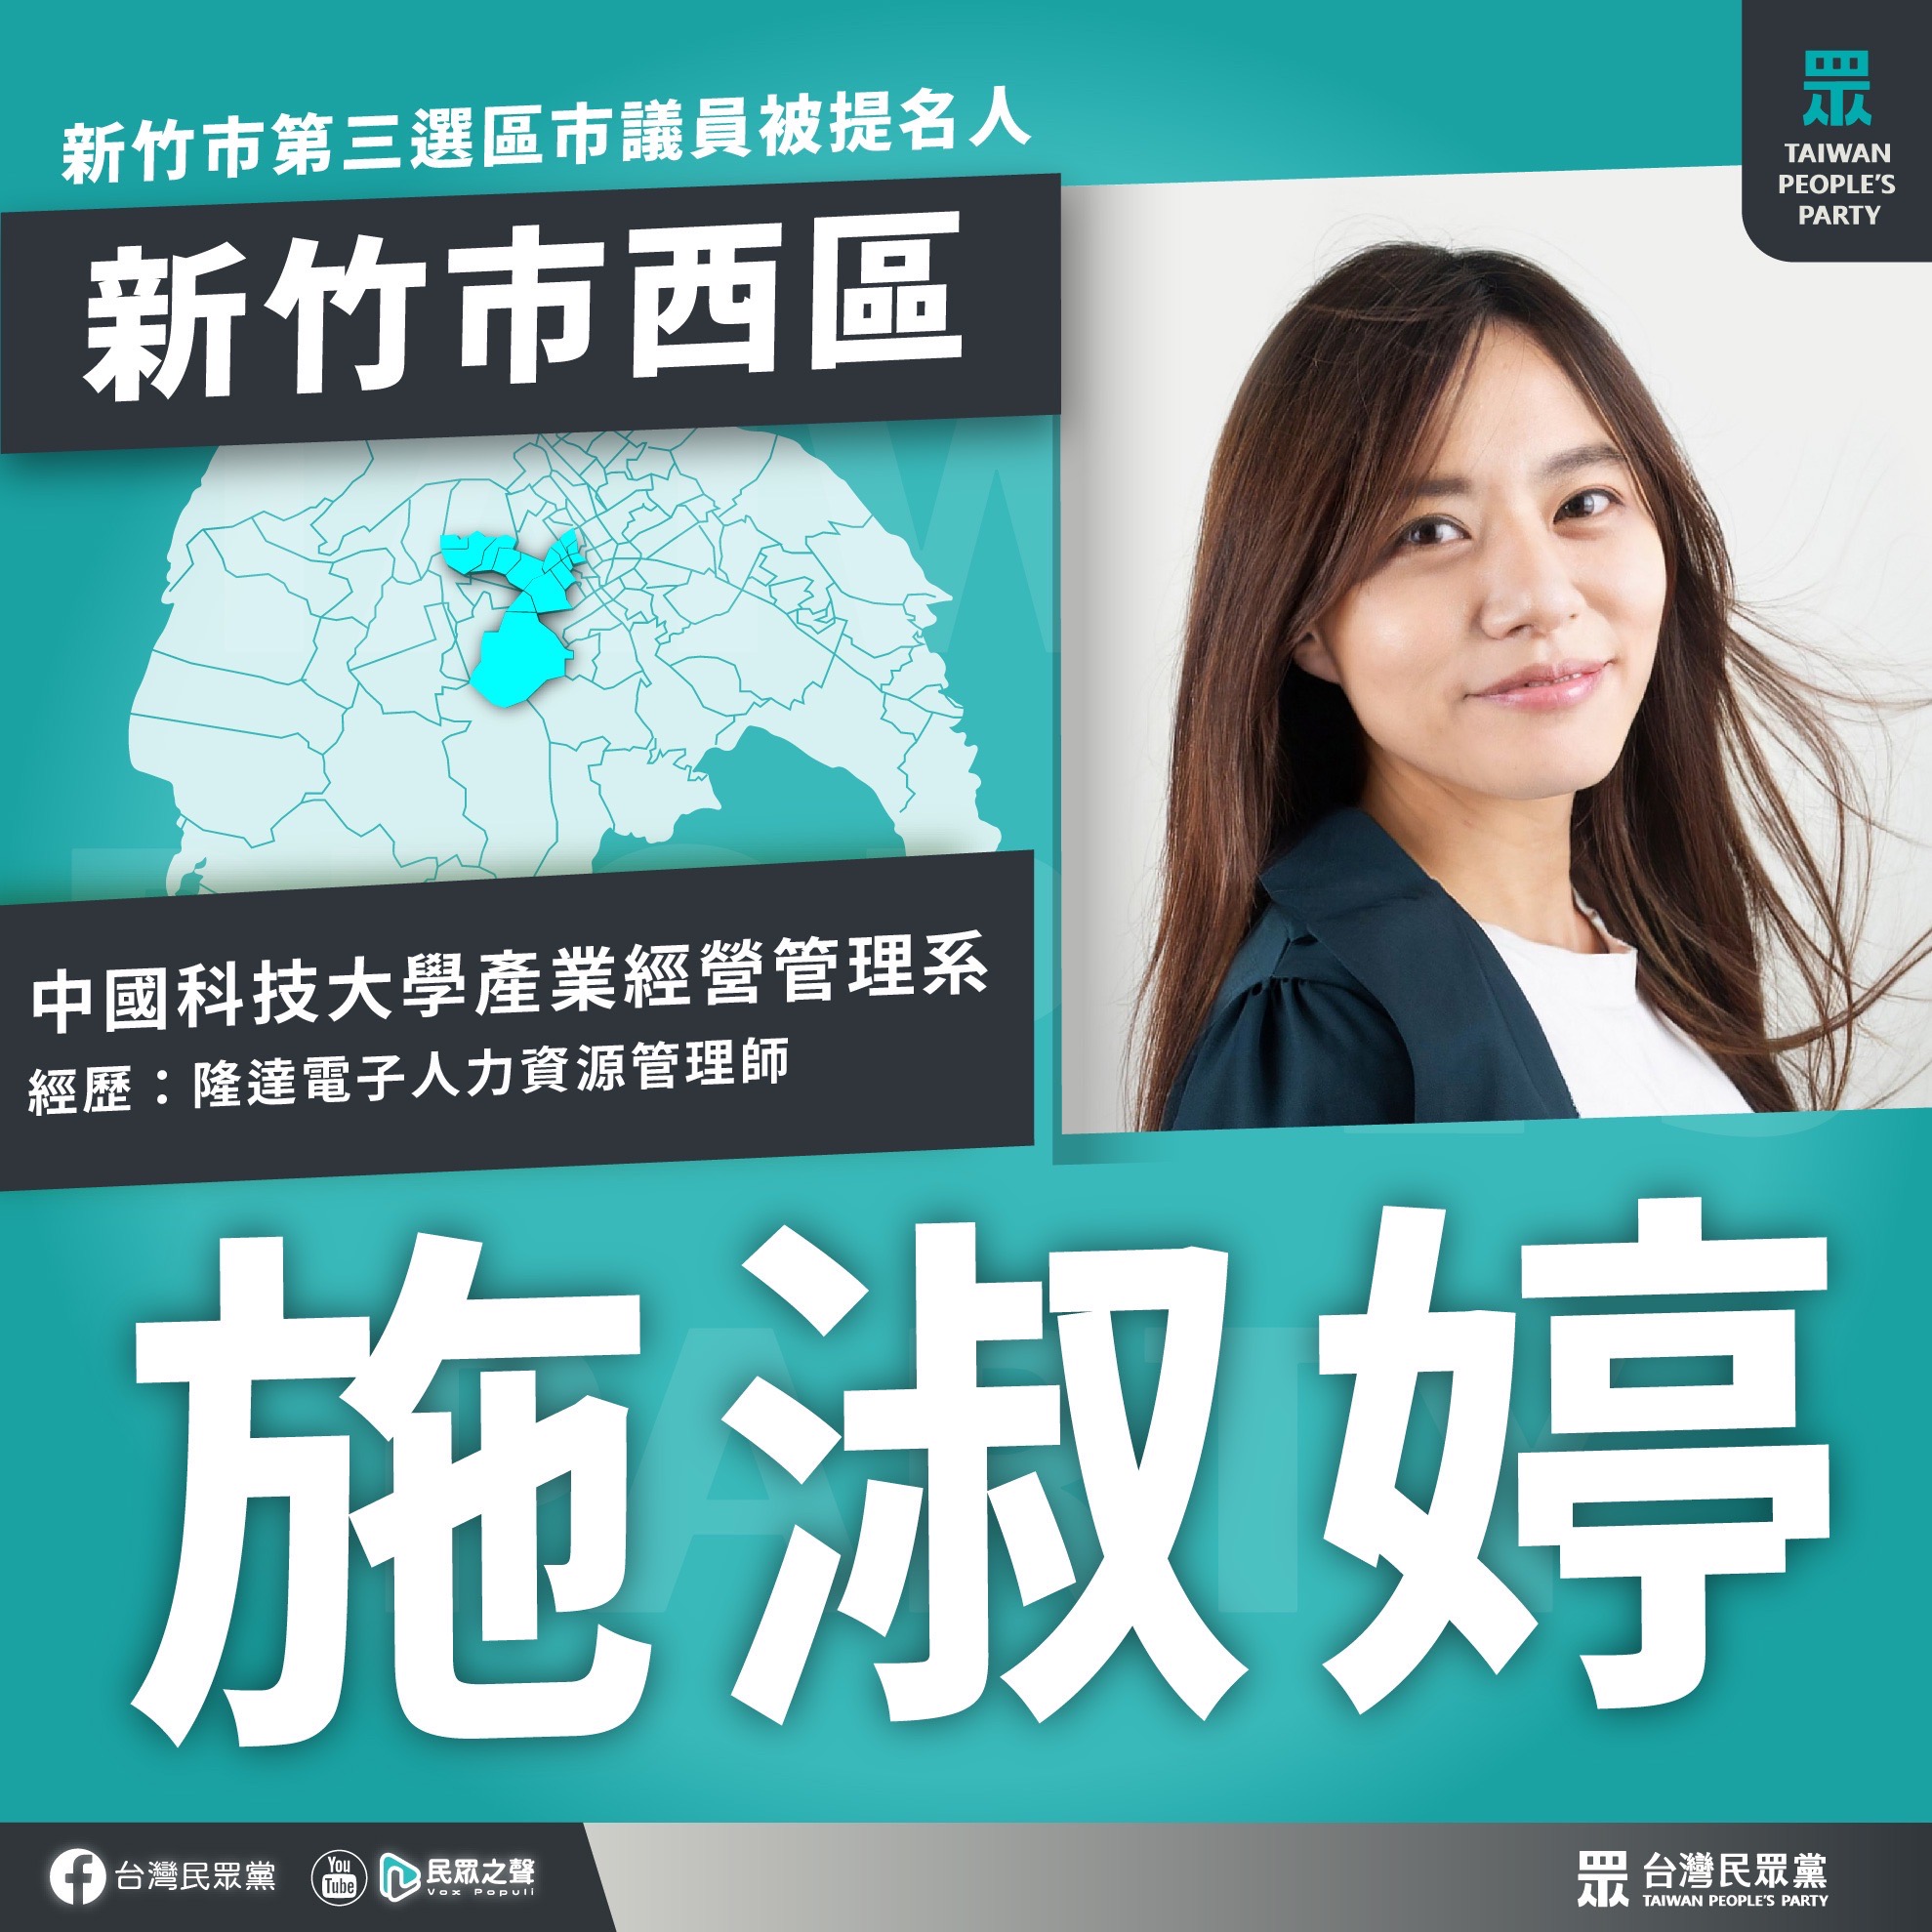 新竹市第三選區市議員被提名人
眾
TAIWAN
PEOPLE'S
PARTY
新竹市西區
中國科技大學產業經營管理系
經歷：隆達電子人力資源管理師
施淑婷
台灣民眾黨
You
Tube
民眾之聲
Vox Populi
眾 台灣民眾黨
TAIWAN PEOPLE'S PARTY